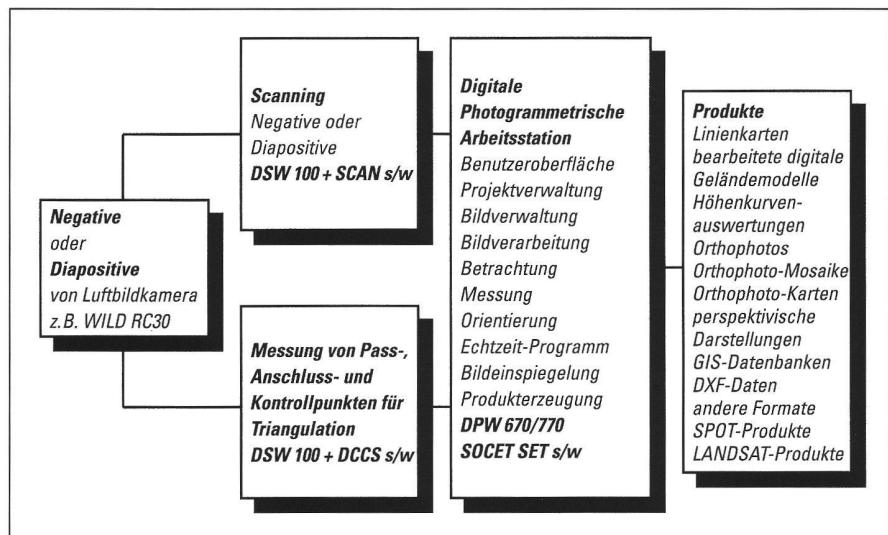 Negative
oder
Diapositive
von Luftbildkamera
z.B. WILD RC30
Scanning
Negative oder
Diapositive
DSW 100 + SCAN s/w
Messung von Pass-,
Anschluss- und
Kontrollpunkten für
Triangulation
DSW 100 + DCCS s/w
Digitale
Photogrammetrische
Arbeitsstation
Benutzeroberfläche
Projektverwaltung
Bildverwaltung
Bildverarbeitung
Betrachtung
Messung
Orientierung
Echtzeit-Programm
Bildeinspiegelung
Produkterzeugung
DPW 670/770
SOCET SET s/w
Produkte
Linienkarten
bearbeitete digitale
Geländemodelle
Höhenkurven-
auswertungen
Orthophotos
Orthophoto-Mosaike
Orthophoto-Karten
perspektivische
Darstellungen
GIS-Datenbanken
DXF-Daten
andere Formate
SPOT-Produkte
LANDSAT-Produkte